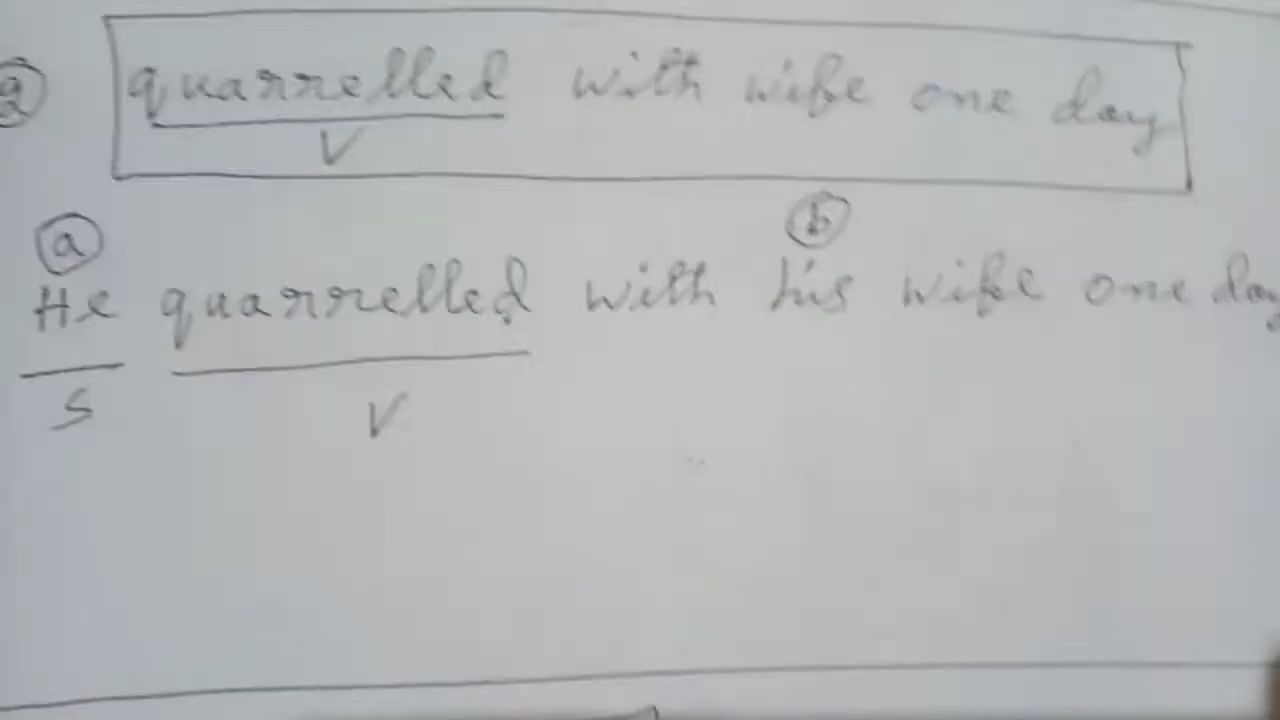 quarrelled with wife one day
V
a b
He quarrelled with his wife one day
S V